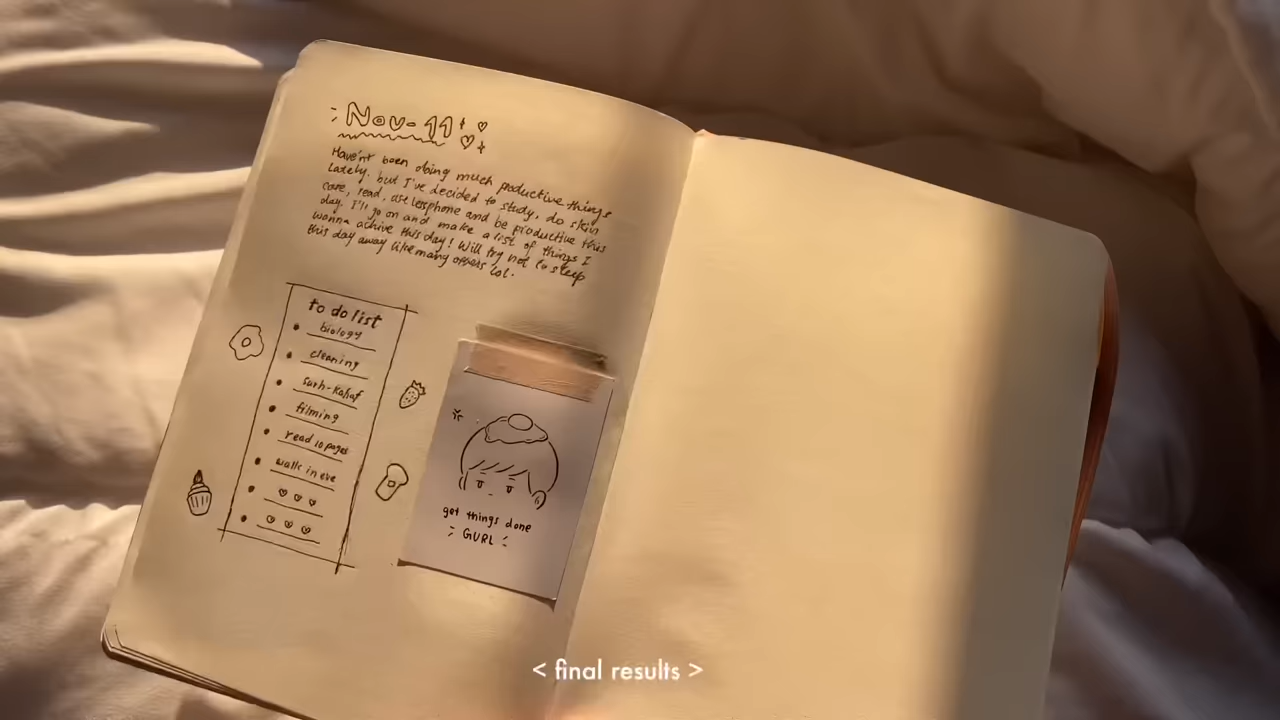 Nov-11
Haven't been doing much productive things
lately. but I've decided to study, do skin
care, read, use less phone and be productive this
day. I'll go on and make a list of things I
wanna achive this day! Will try not to sleep
this day away like many others lol.
to do list
biology
cleaning
surh-Kahaf
filming
read 10 pages
walk in eve
get things done
GURL
< final results >